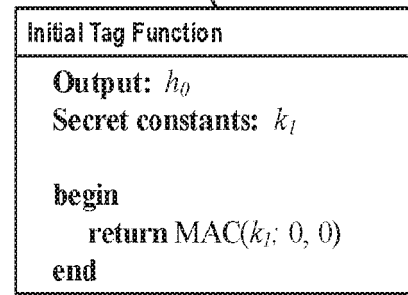 Initial Tag Function
Output: h₀
Secret constants: k₁
begin
return MAC(k₁; 0, 0)
end